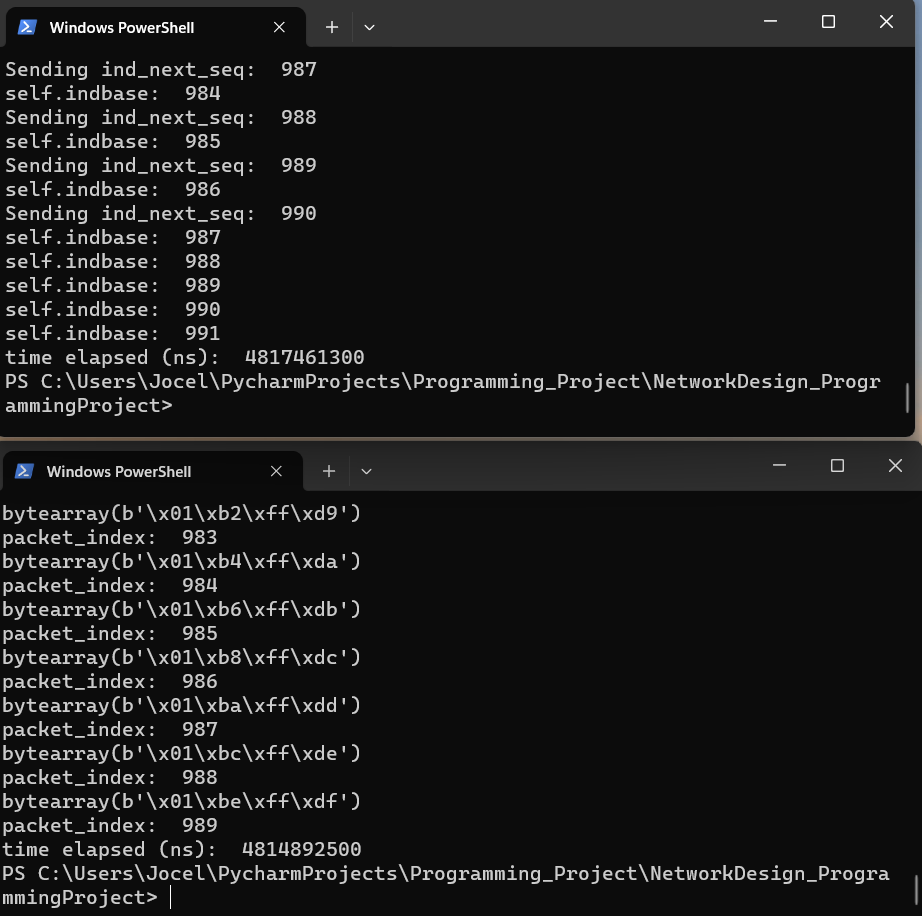 Windows PowerShell
Sending ind_next_seq:  987
self.indbase:  984
Sending ind_next_seq:  988
self.indbase:  985
Sending ind_next_seq:  989
self.indbase:  986
Sending ind_next_seq:  990
self.indbase:  987
self.indbase:  988
self.indbase:  989
self.indbase:  990
self.indbase:  991
time elapsed (ns):  4817461300
PS C:\Users\Jocel\PycharmProjects\Programming_Project\NetworkDesign_Progr
ammingProject>
Windows PowerShell
bytearray(b'\x01\xb2\xff\xd9')
packet_index:  983
bytearray(b'\x01\xb4\xff\xda')
packet_index:  984
bytearray(b'\x01\xb6\xff\xdb')
packet_index:  985
bytearray(b'\x01\xb8\xff\xdc')
packet_index:  986
bytearray(b'\x01\xba\xff\xdd')
packet_index:  987
bytearray(b'\x01\xbc\xff\xde')
packet_index:  988
bytearray(b'\x01\xbe\xff\xdf')
packet_index:  989
time elapsed (ns):  4814892500
PS C:\Users\Jocel\PycharmProjects\Programming_Project\NetworkDesign_Progra
mmingProject>